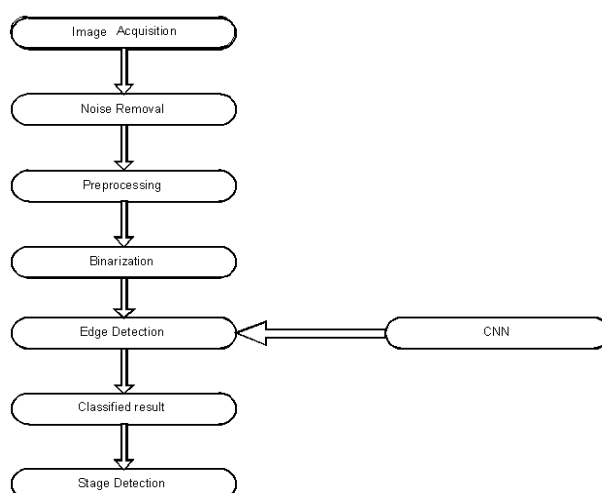 Image Acquisition
Noise Removal
Preprocessing
Binarization
Edge Detection
CNN
Classified result
Stage Detection